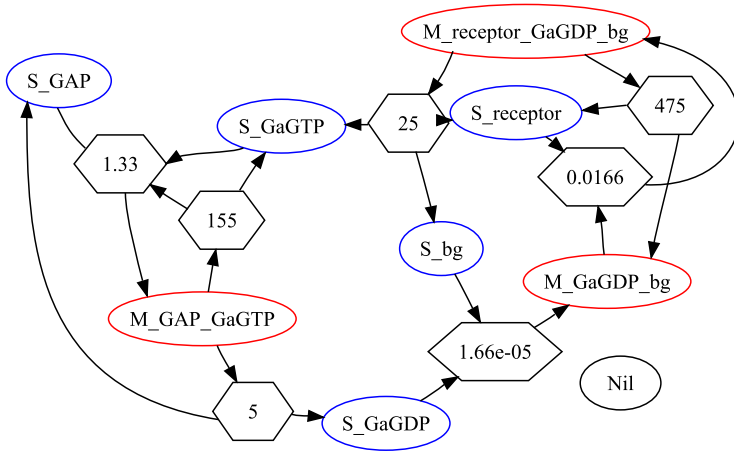 M_receptor_GaGDP_bg
S_GAP
475
S_receptor
S_GaGTP
25
1.33
0.0166
155
S_bg
M_GaGDP_bg
M_GAP_GaGTP
1.66e-05
Nil
5
S_GaGDP